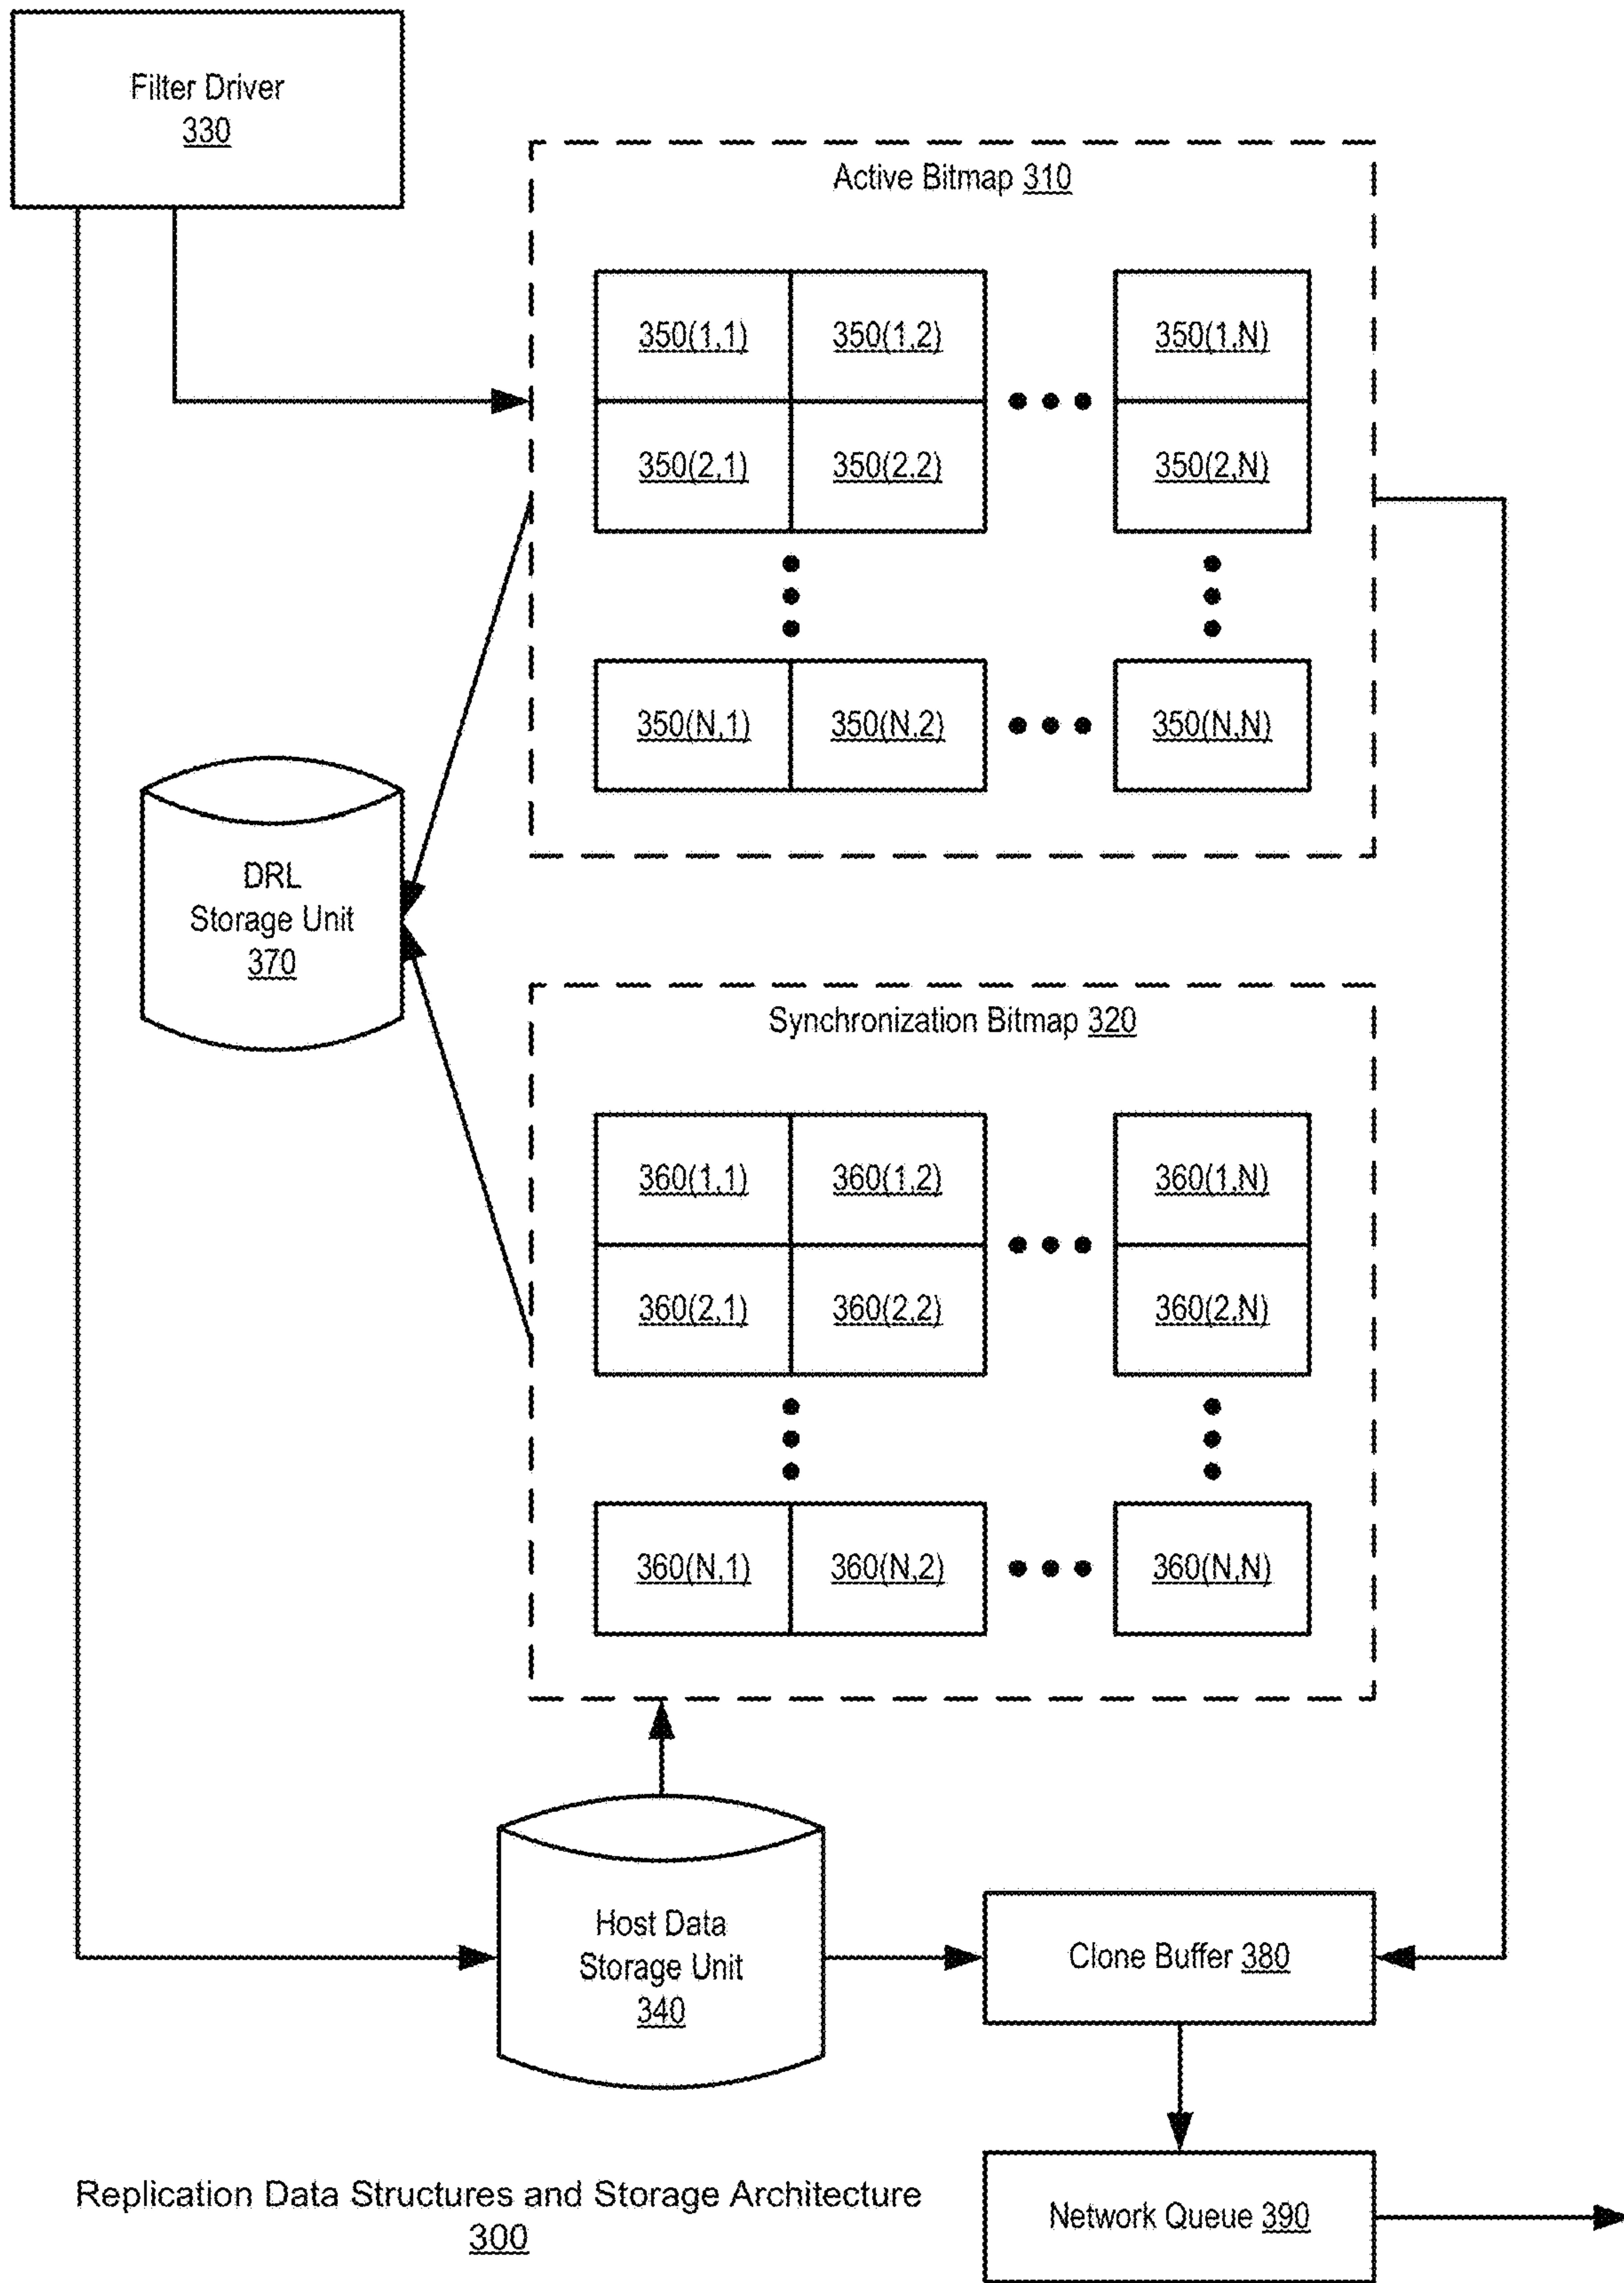 Filter Driver
330
Active Bitmap 310
350(1,1) 350(1,2) 350(1,N)
350(2,1) 350(2,2) 350(2,N)
350(N,1) 350(N,2) 350(N,N)
DRL
Storage Unit
370
Synchronization Bitmap 320
360(1,1) 360(1,2) 360(1,N)
360(2,1) 360(2,2) 360(2,N)
360(N,1) 360(N,2) 360(N,N)
Host Data
Storage Unit
340
Clone Buffer 380
Network Queue 390
Replication Data Structures and Storage Architecture
300